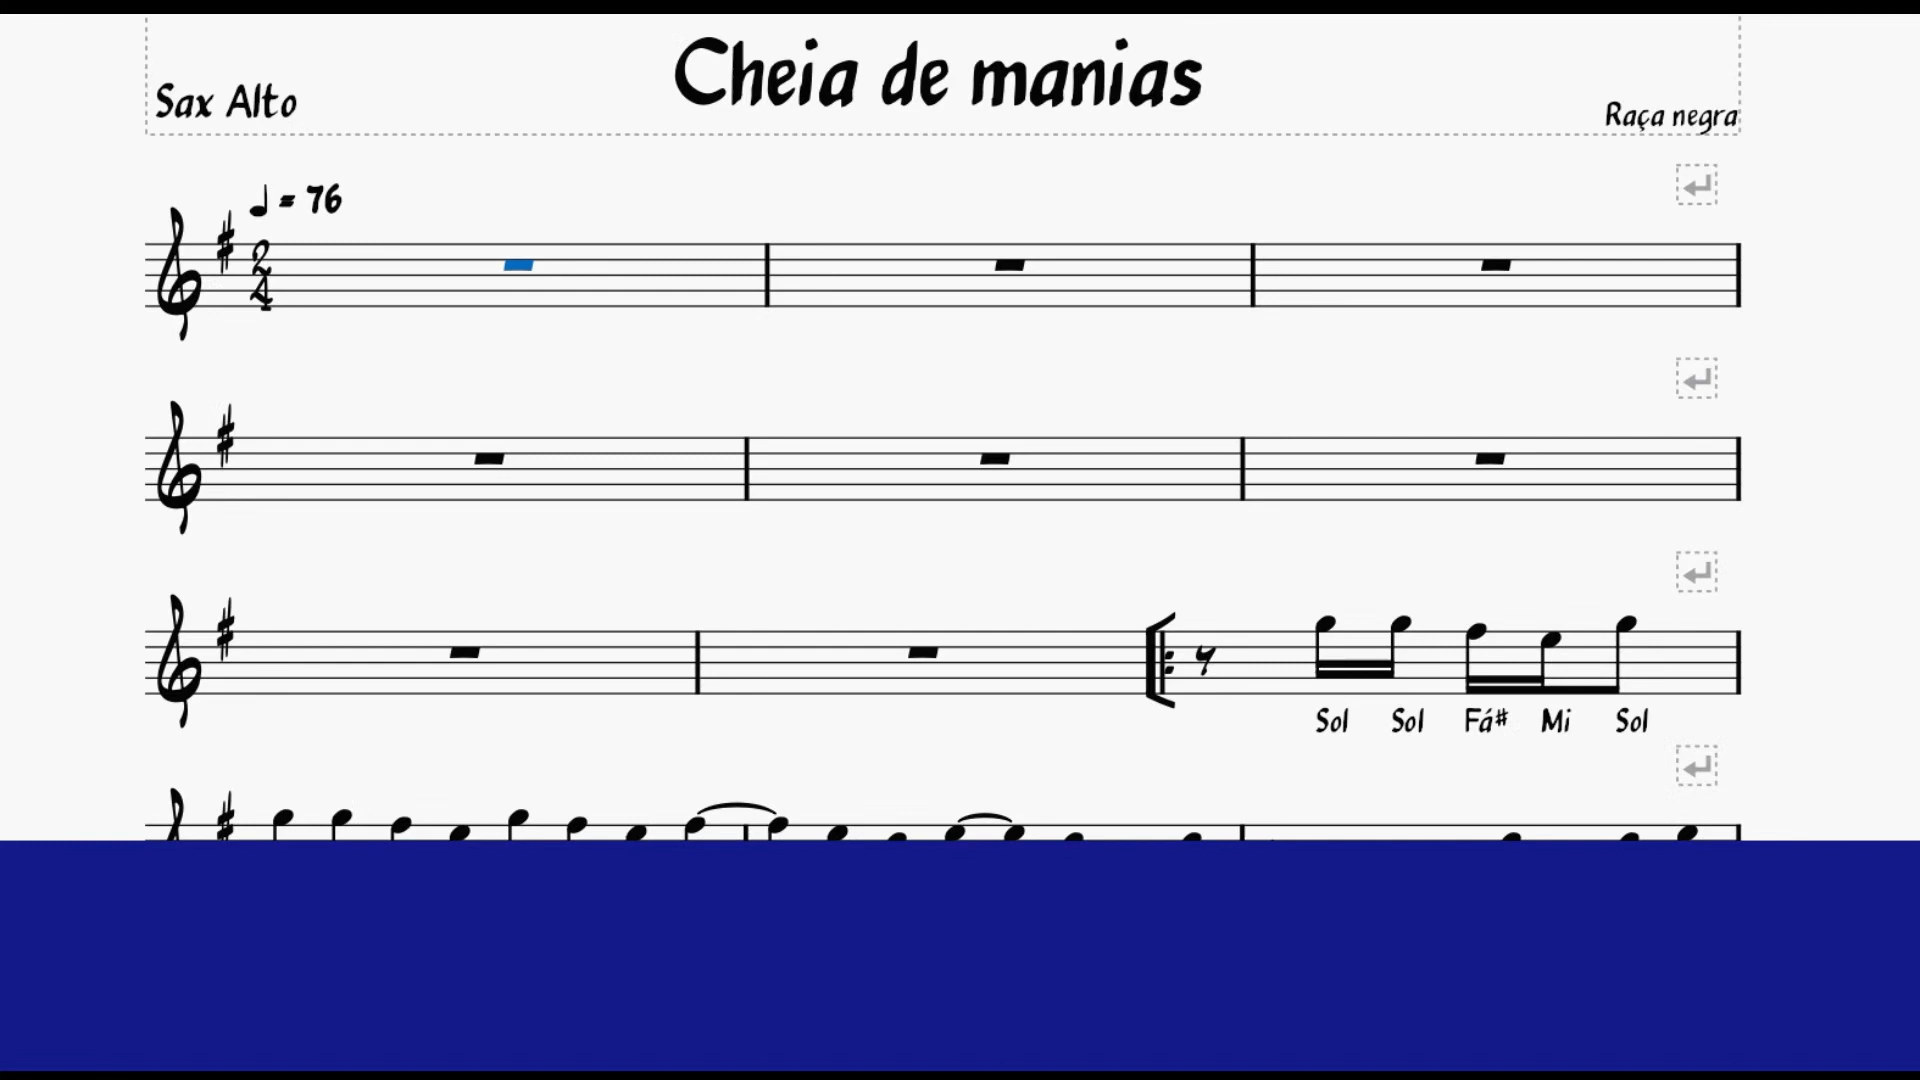 Cheia de manias
Sax Alto
Raça negra
♩ = 76
2
4
Sol Sol Fá# Mi Sol